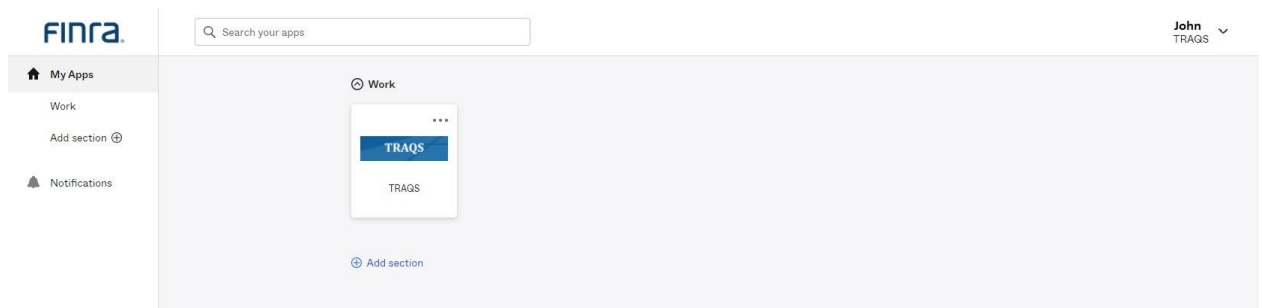 FINRA.
Search your apps
John
TRAQS
My Apps
Work
Add section
Notifications
Work
TRAQS
TRAQS
Add section